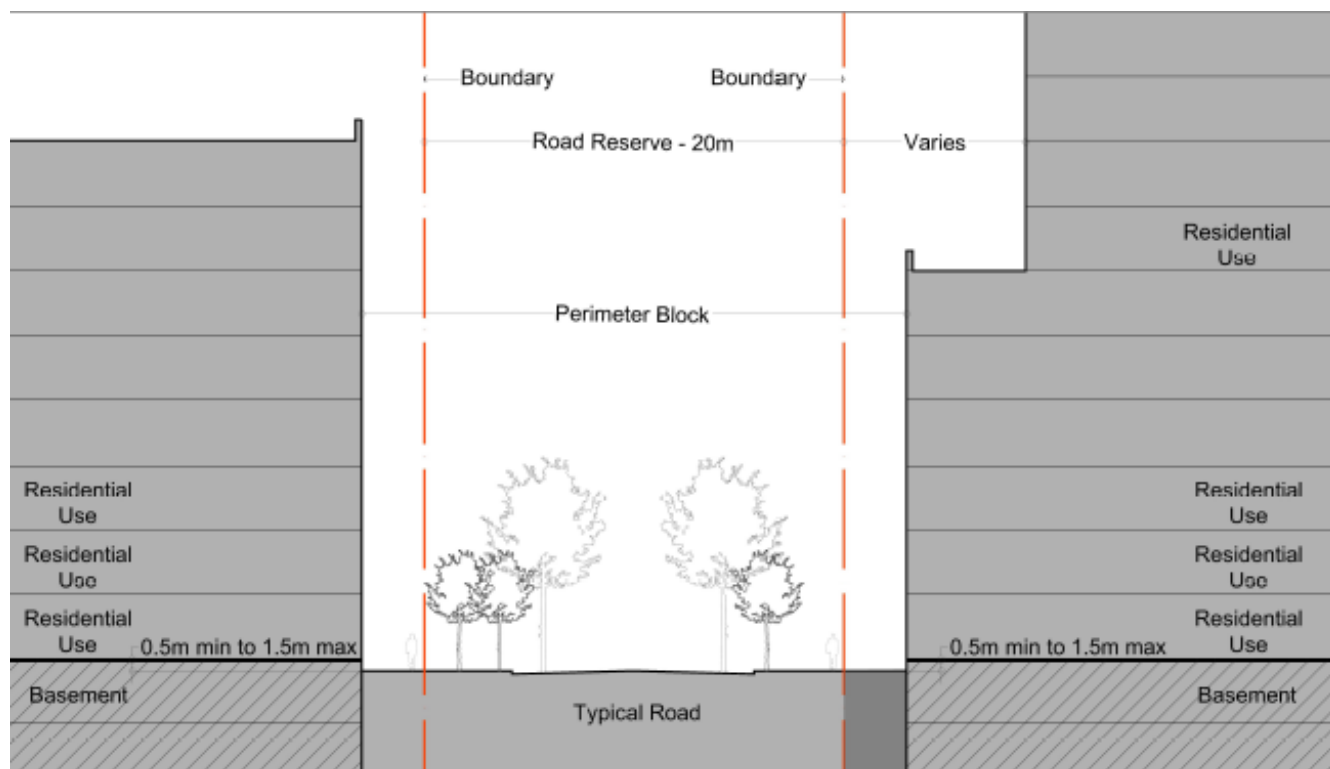 Boundary
Boundary
Road Reserve - 20m
Varies
Residential
Use
Perimeter Block
Residential
Use
Residential
Use
Residential
Use
Residential
Use
Residential
Use
Residential
Use
0.5m min to 1.5m max
0.5m min to 1.5m max
Basement
Basement
Typical Road